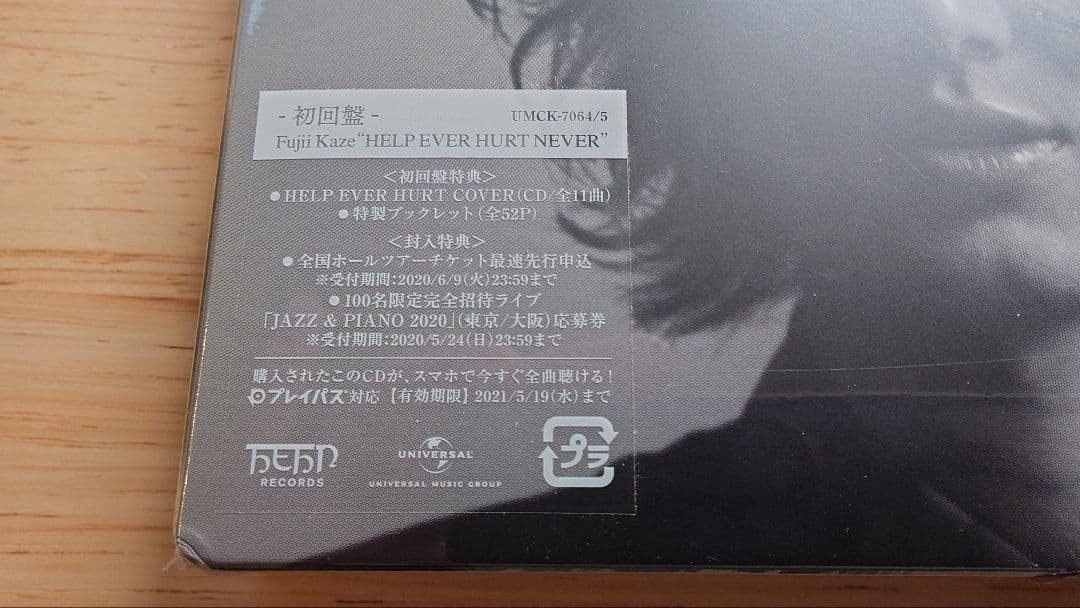 - 初回盤 - UMCK-7064/5
Fujii Kaze "HELP EVER HURT NEVER"
<初回盤特典>
●HELP EVER HURT COVER(CD/全11曲)
●特製ブックレット(全52P)
<封入特典>
●全国ホールツアーチケット最速先行申込
※受付期間:2020/6/9(火)23:59まで
●100名限定完全招待ライブ
「JAZZ & PIANO 2020」(東京/大阪)応募券
※受付期間:2020/5/24(日)23:59まで
購入されたこのCDが、スマホで今すぐ全曲聴ける!
プレイパス®対応【有効期限】2021/5/19(水)まで
HEHN RECORDS
UNIVERSAL
UNIVERSAL MUSIC GROUP
プラ